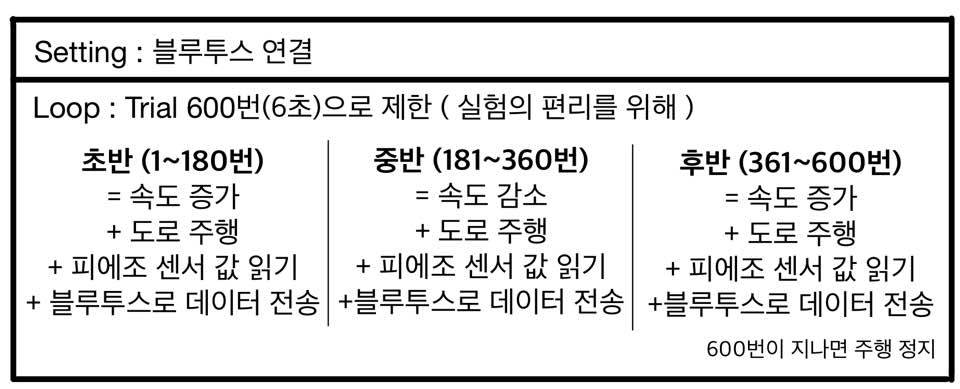 Setting : 블루투스 연결
Loop : Trial 600번(6초)으로 제한 ( 실험의 편리를 위해 )
초반 (1~180번)
= 속도 증가
+ 도로 주행
+ 피에조 센서 값 읽기
+ 블루투스로 데이터 전송
중반 (181~360번)
= 속도 감소
+ 도로 주행
+ 피에조 센서 값 읽기
+블루투스로 데이터 전송
후반 (361~600번)
= 속도 증가
+ 도로 주행
+ 피에조 센서 값 읽기
+블루투스로 데이터 전송
600번이 지나면 주행 정지